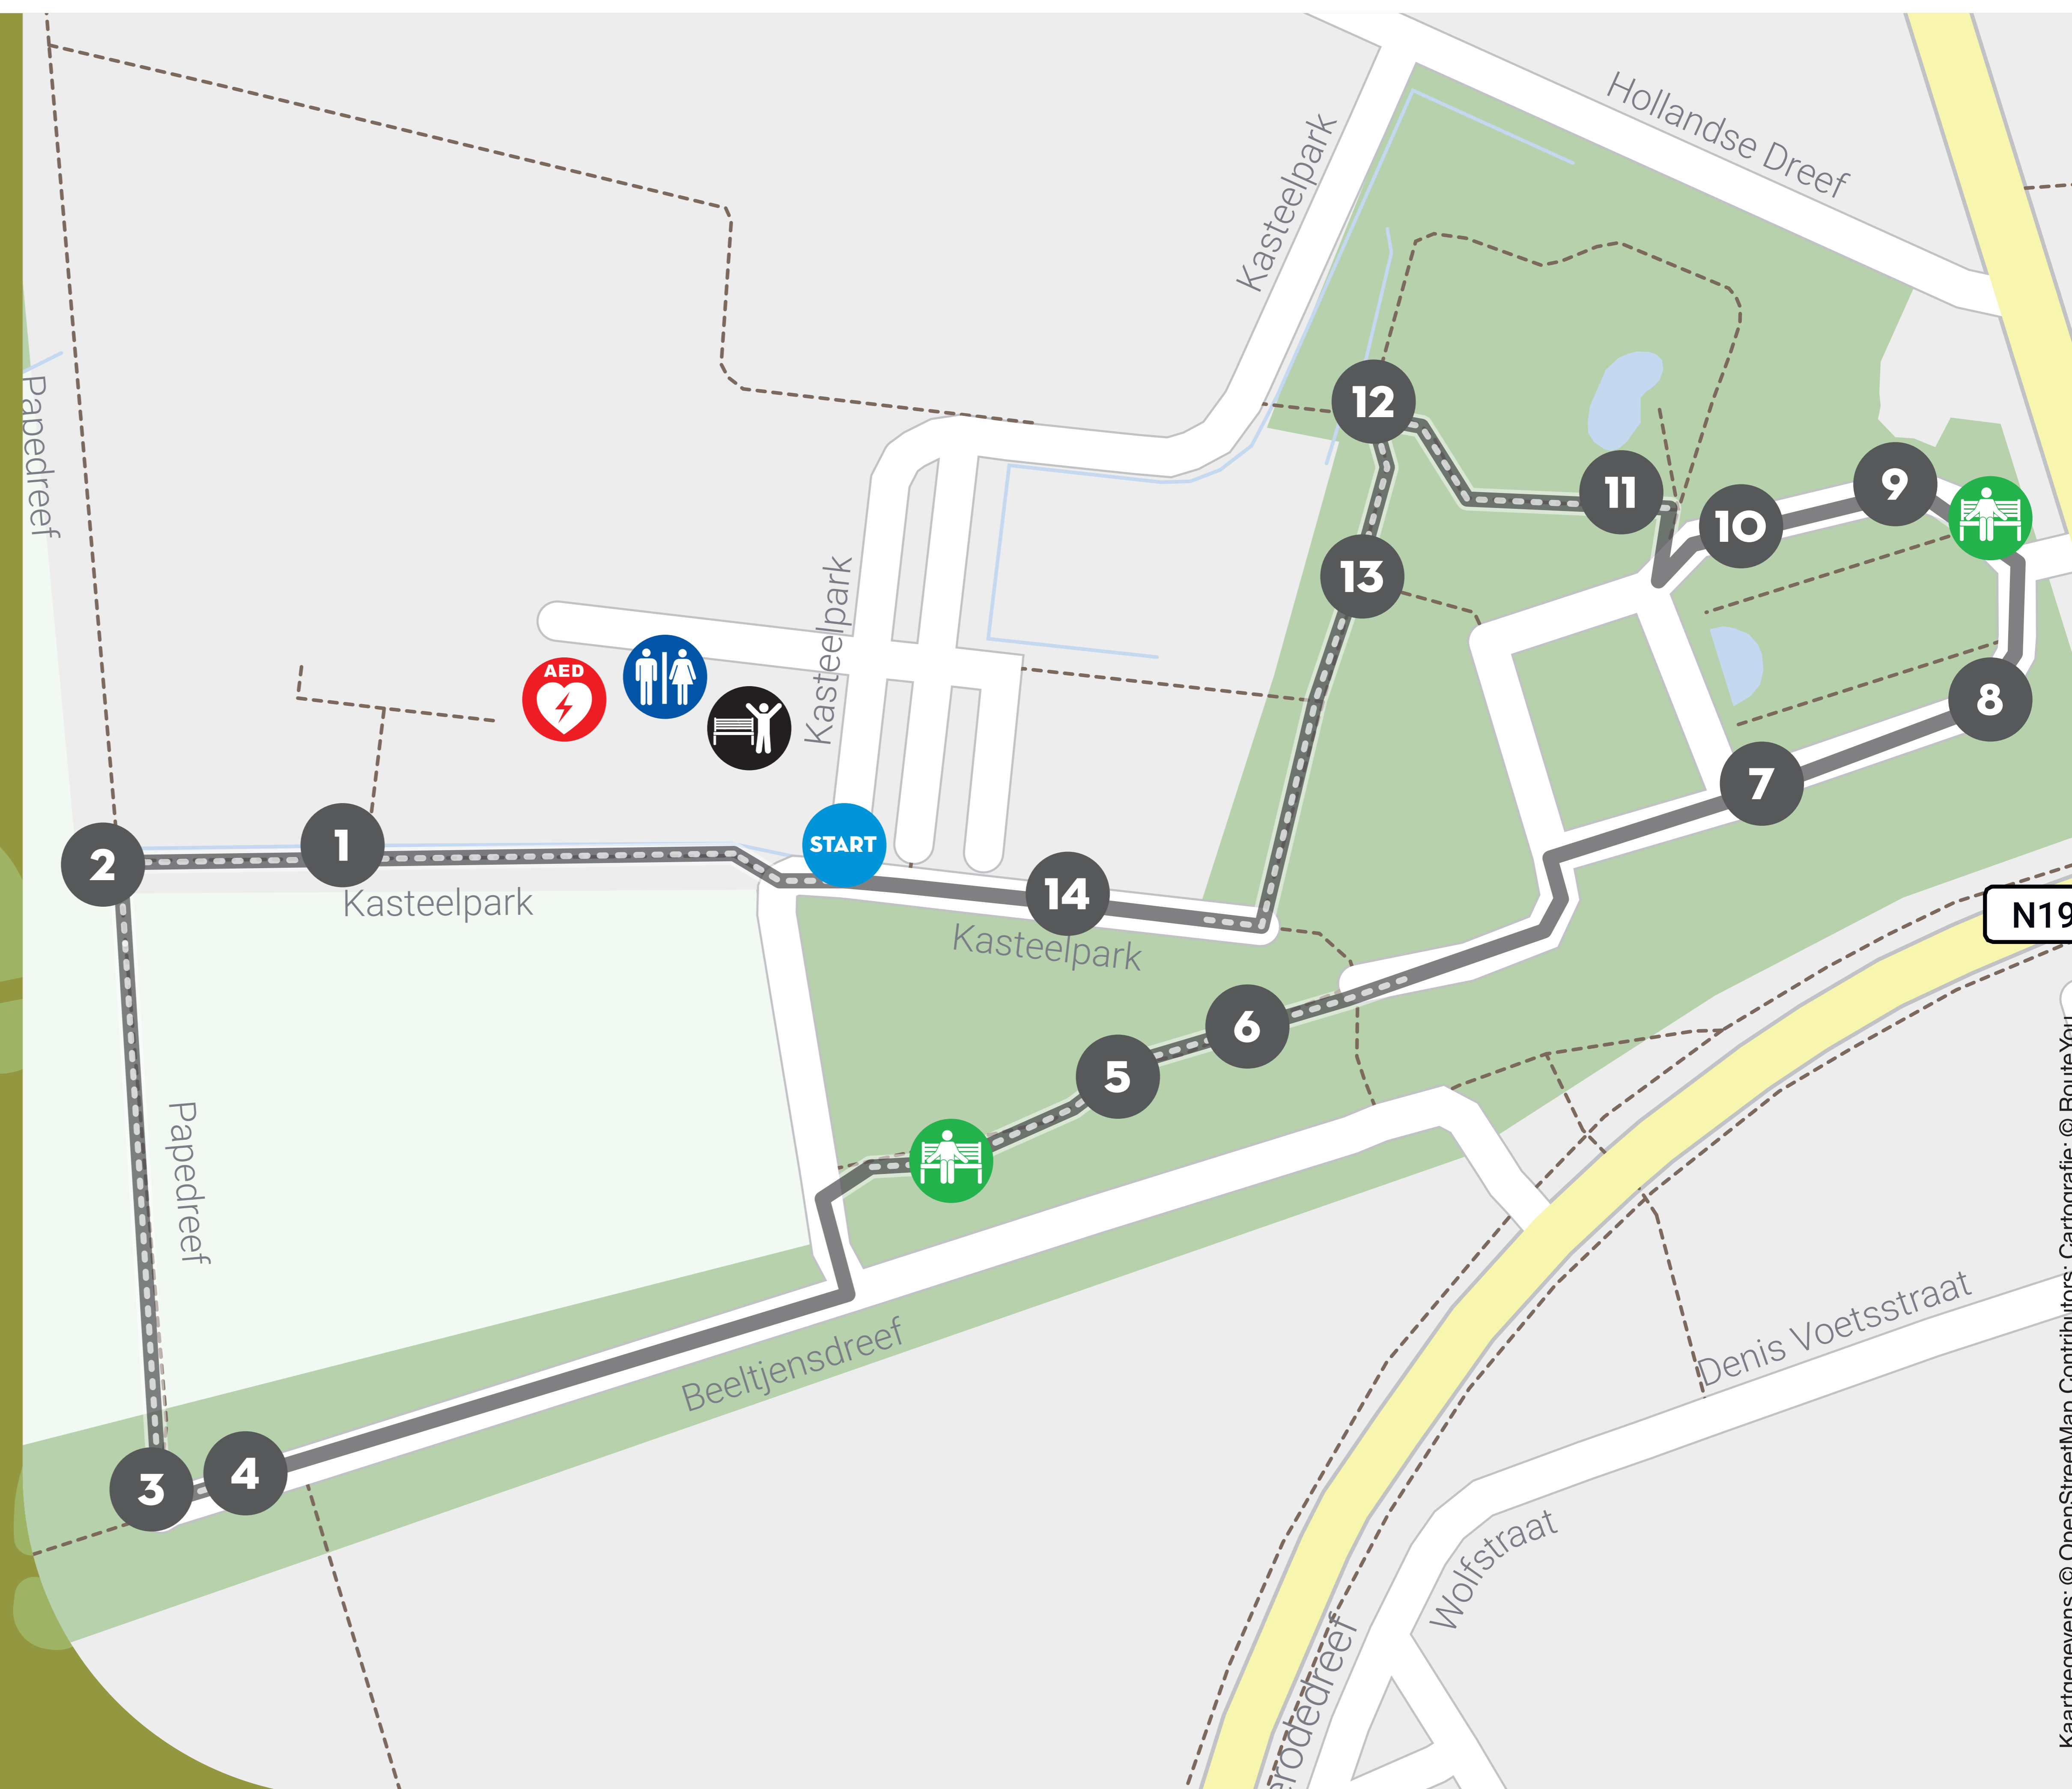 Hollandse Dreef
Kasteelpark
Papedreef
12
11
10
9
13
Kasteelpark
AED
8
7
START
1
2
Kasteelpark
14
Kasteelpark
N19
6
5
Papedreef
Beeltjensdreef
Denis Voetsstraat
3
4
Wolfstraat
erodedreef
Kaartgegevens: © OpenStreetMap Contributors; Cartografie: © RouteYou